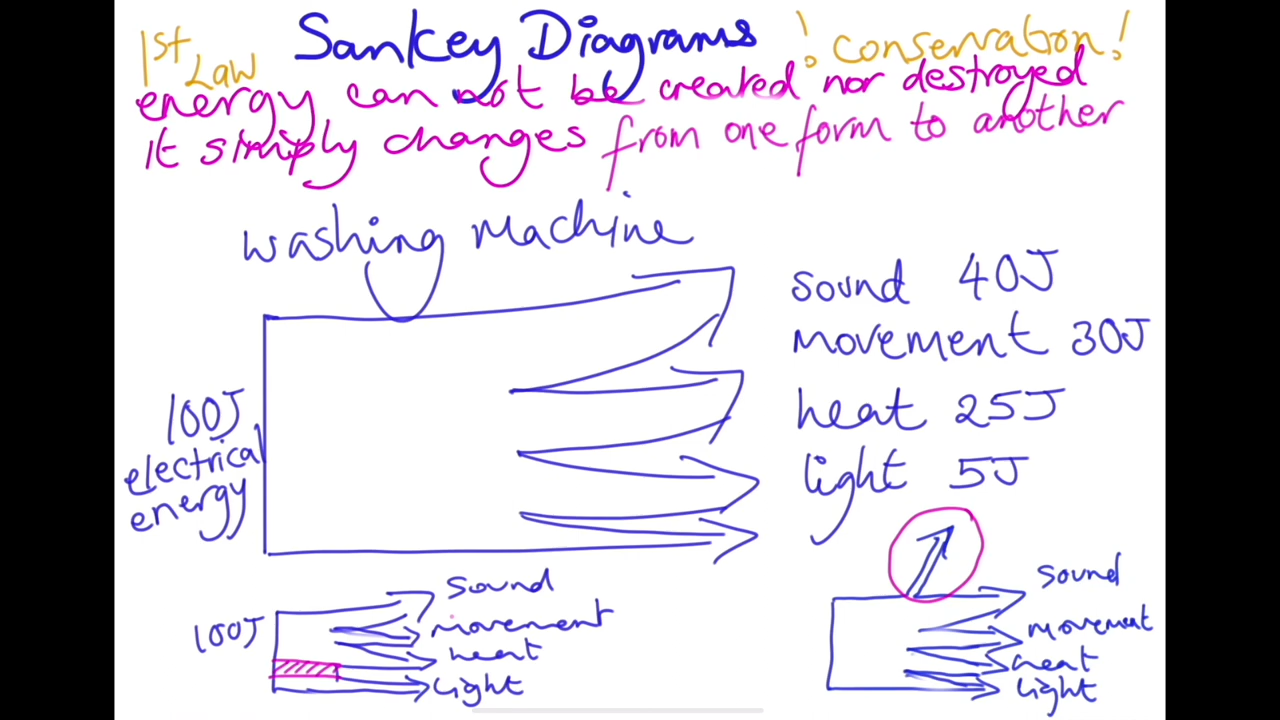 Sankey Diagrams
1st Law
! conservation!
energy can not be created nor destroyed
it simply changes from one form to another
washing machine
sound 40J
movement 30J
heat 25J
light 5J
100J
electrical
energy
100J
sound
movement
heat
light
sound
movement
heat
light